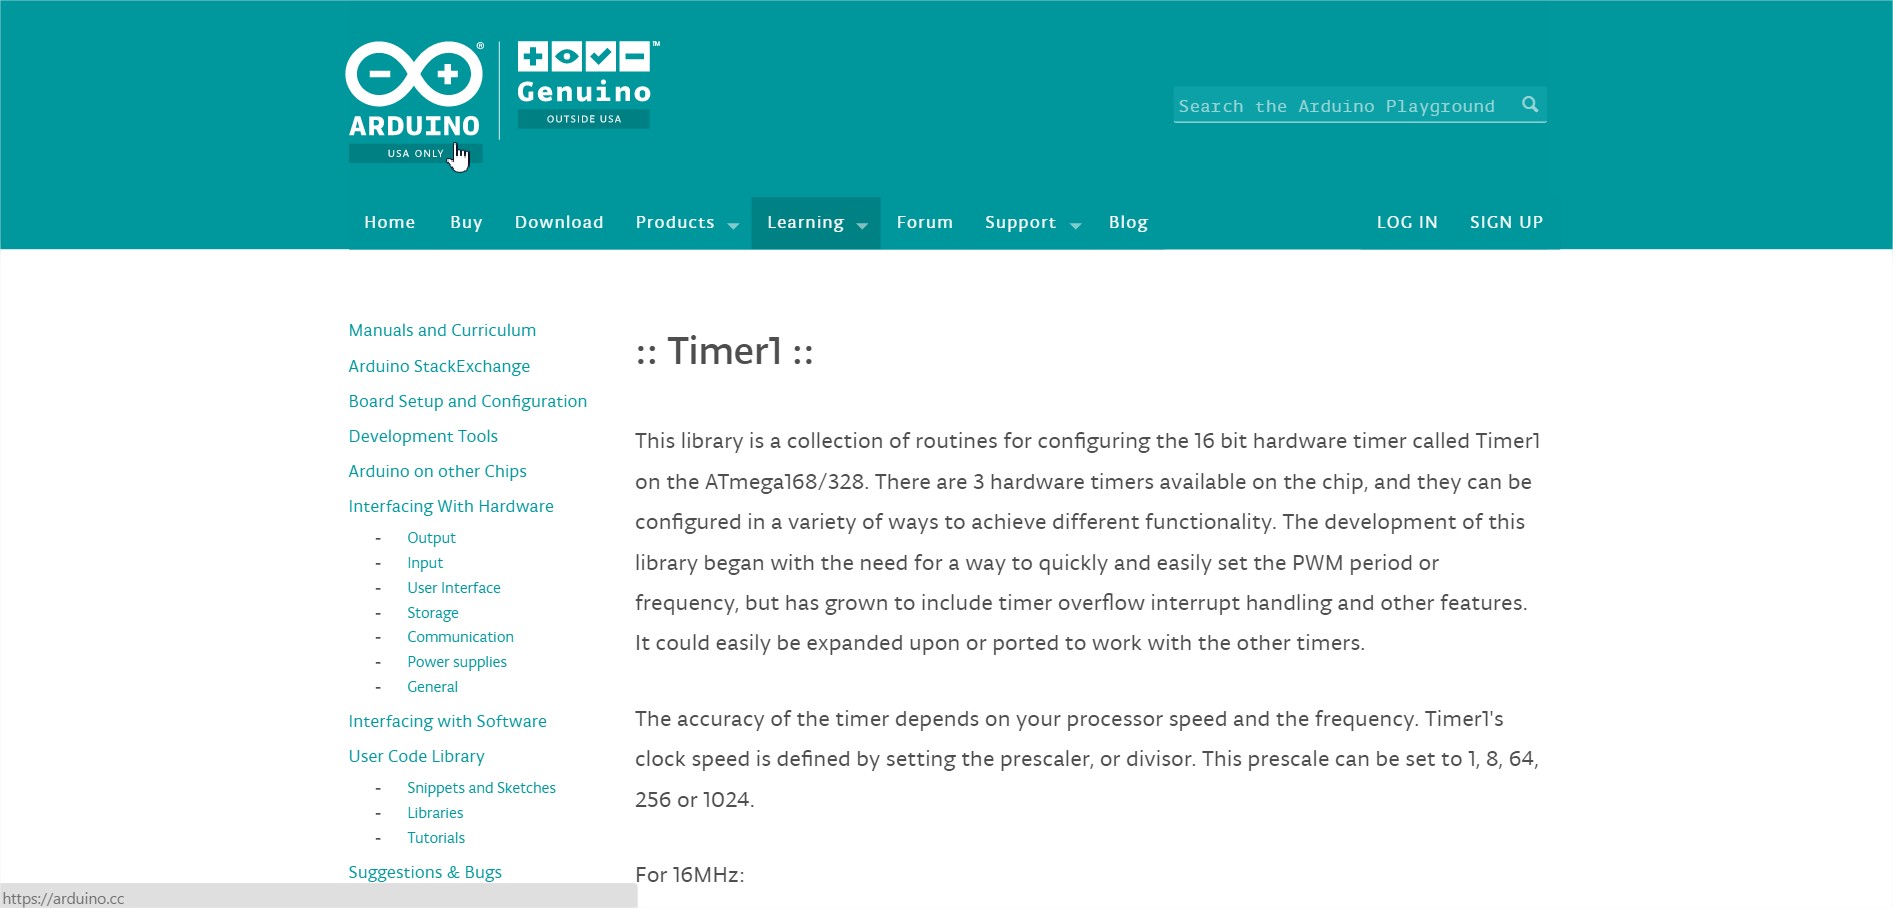 ARDUINO
USA ONLY
Genuino
OUTSIDE USA
Search the Arduino Playground
Home Buy Download Products Learning Forum Support Blog LOG IN SIGN UP
Manuals and Curriculum
Arduino StackExchange
Board Setup and Configuration
Development Tools
Arduino on other Chips
Interfacing With Hardware
- Output
- Input
- User Interface
- Storage
- Communication
- Power supplies
- General
Interfacing with Software
User Code Library
- Snippets and Sketches
- Libraries
- Tutorials
Suggestions & Bugs
:: Timer1 ::
This library is a collection of routines for configuring the 16 bit hardware timer called Timer1
on the ATmega168/328. There are 3 hardware timers available on the chip, and they can be
configured in a variety of ways to achieve different functionality. The development of this
library began with the need for a way to quickly and easily set the PWM period or
frequency, but has grown to include timer overflow interrupt handling and other features.
It could easily be expanded upon or ported to work with the other timers.
The accuracy of the timer depends on your processor speed and the frequency. Timer1's
clock speed is defined by setting the prescaler, or divisor. This prescale can be set to 1, 8, 64,
256 or 1024.
For 16MHz:
https://arduino.cc